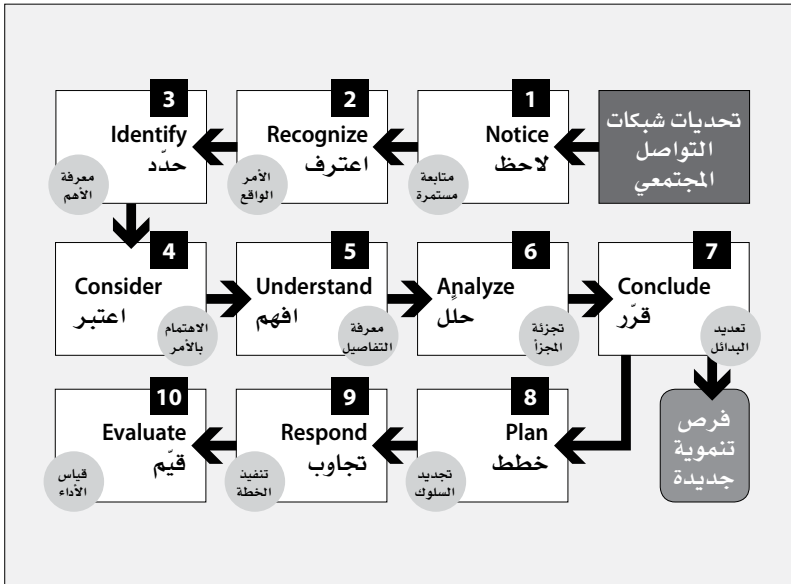 تحديات شبكات
التواصل
المجتمعي
1
Notice
لاحظ
متابعة
مستمرة
2
Recognize
اعترف
الأمر
الواقع
3
Identify
حدّد
معرفة
الأهم
4
Consider
اعتبر
الاهتمام
بالأمر
5
Understand
افهم
معرفة
التفاصيل
6
Analyze
حللٍ
تجزئة
المجزأ
7
Conclude
قرّر
تعديد
البدائل
فرص
تنموية
جديدة
8
Plan
خطط
تجديد
السلوك
9
Respond
تجاوب
تنفيذ
الخطة
10
Evaluate
قيّم
قياس
الأداء